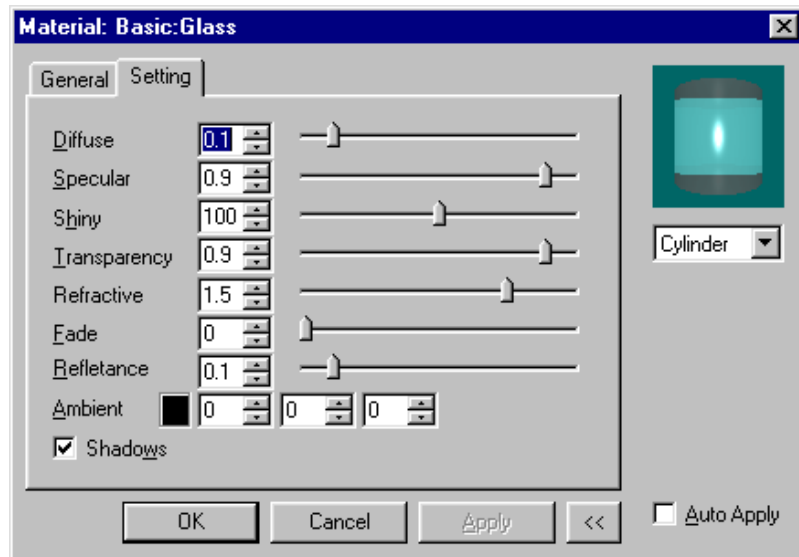 Material: Basic:Glass
General Setting
Diffuse 0.1
Specular 0.9
Shiny 100
Transparency 0.9
Cylinder
Refractive 1.5
Fade 0
Refletance 0.1
Ambient 0 0 0
Shadows
OK Cancel Apply << Auto Apply